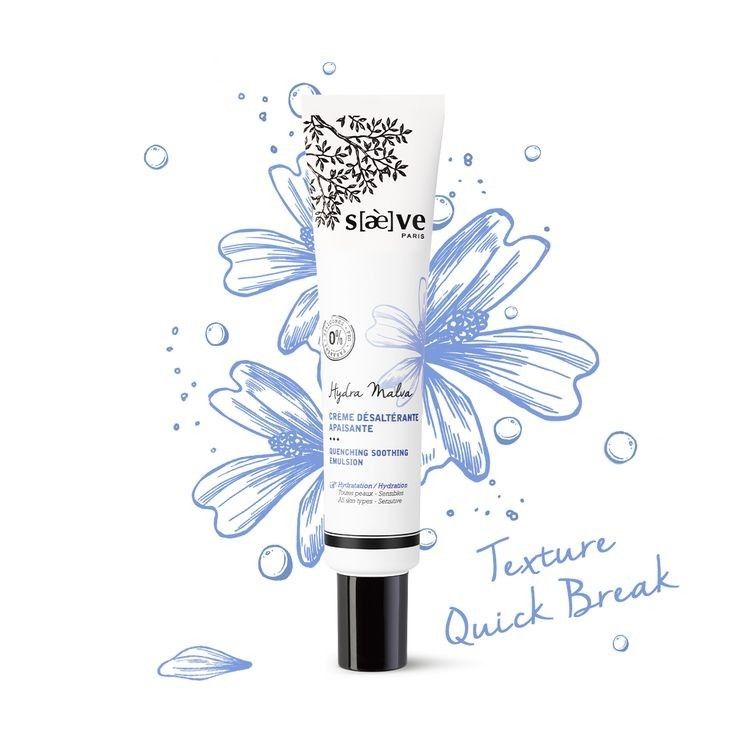 s[æ]ve
PARIS
0%
Hydra Malva
CRÈME DÉSALTÉRANTE
APAISANTE
QUENCHING SOOTHING
EMULSION
Hydratation / Hydration
Toutes peaux - Sensibles
All skin types - Sensitive
Texture
Quick Break